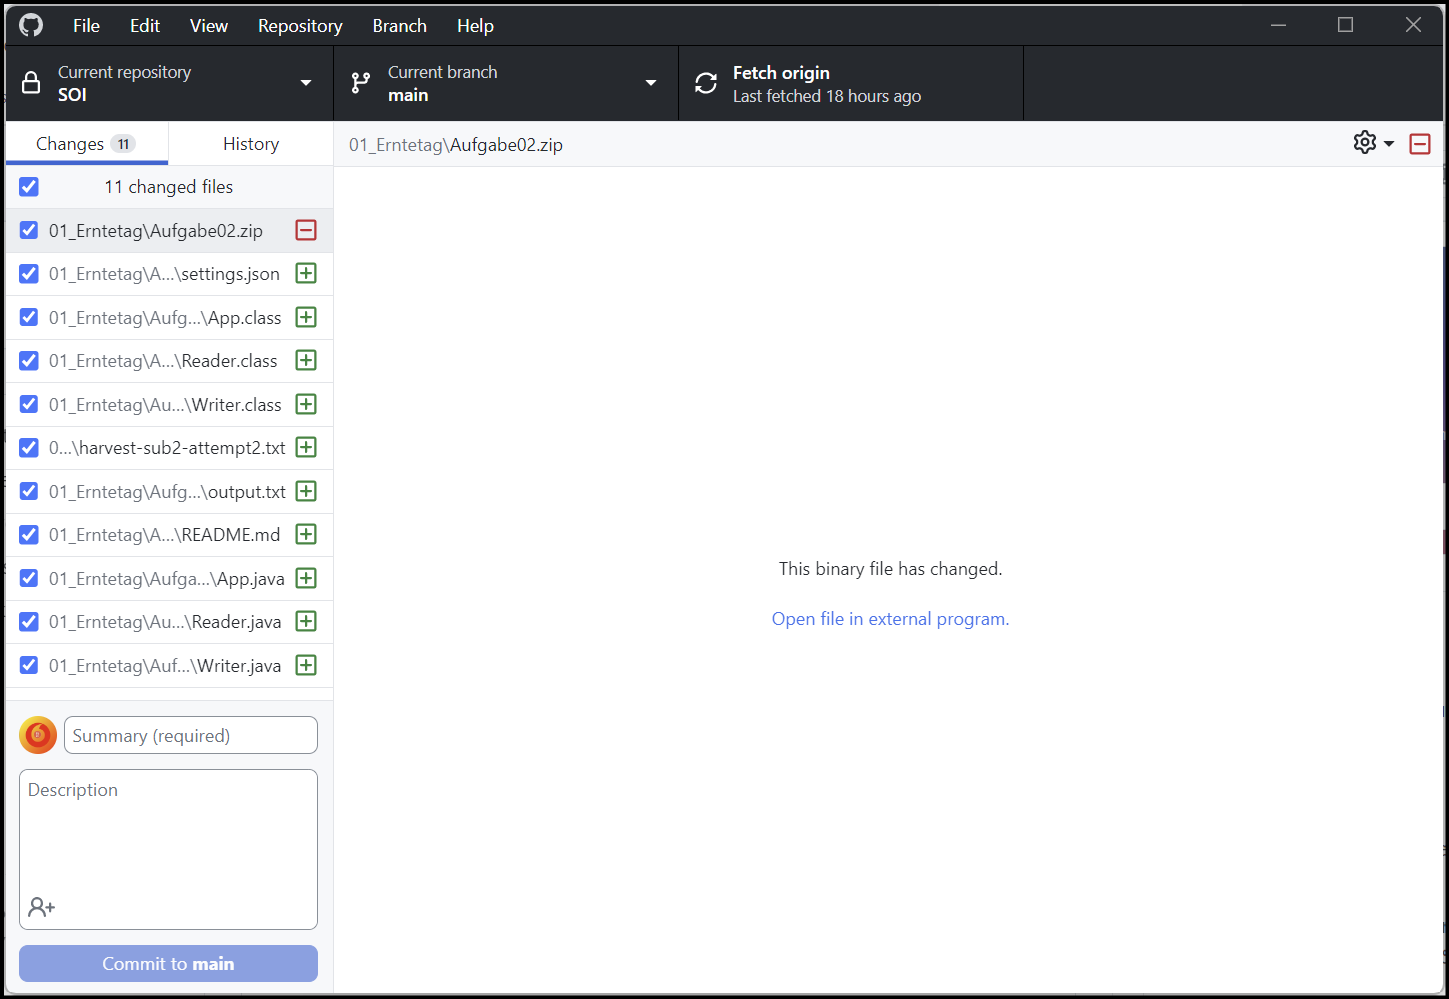 File Edit View Repository Branch Help
Current repository
SOI
Current branch
main
Fetch origin
Last fetched 18 hours ago
Changes 11
History
01_Erntetag\Aufgabe02.zip
11 changed files
01_Erntetag\Aufgabe02.zip
01_Erntetag\A...\settings.json
01_Erntetag\Aufg...\App.class
01_Erntetag\A...\Reader.class
01_Erntetag\Au...\Writer.class
0...\harvest-sub2-attempt2.txt
01_Erntetag\Aufg...\output.txt
01_Erntetag\A...\README.md
01_Erntetag\Aufga...\App.java
01_Erntetag\Au...\Reader.java
01_Erntetag\Auf...\Writer.java
This binary file has changed.
Open file in external program.
Summary (required)
Description
Commit to main